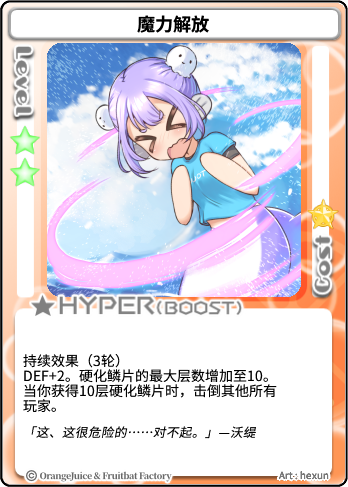 魔力解放
Level
Cost
HYPER(BOOST)
持续效果（3轮）
DEF+2。硬化鳞片的最大层数增加至10。
当你获得10层硬化鳞片时，击倒其他所有
玩家。
「这、这很危险的……对不起。」—沃缇
© OrangeJuice & Fruitbat Factory
Art.: hexun